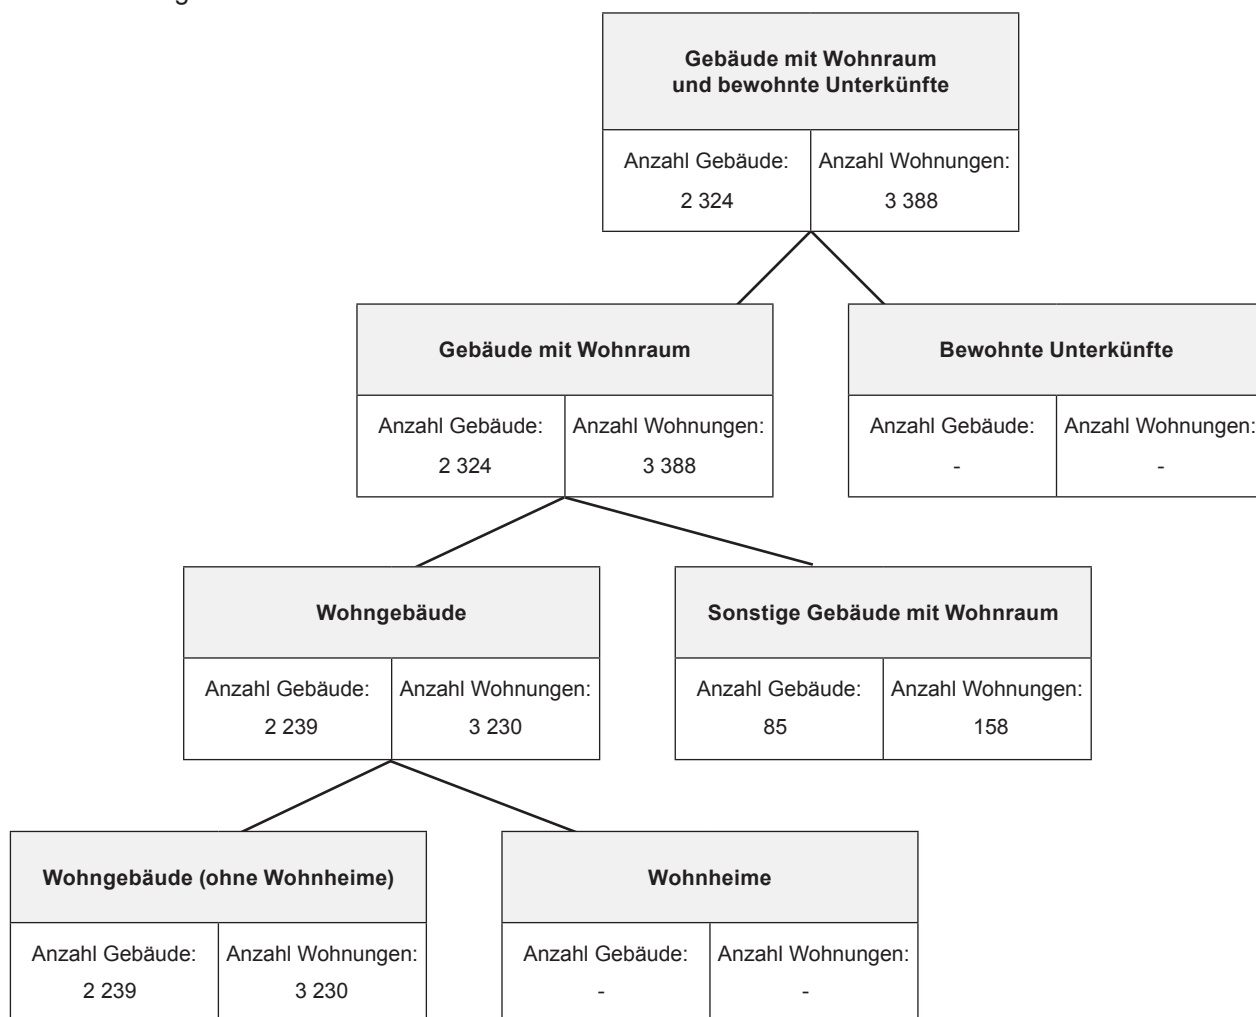 Gebäude mit Wohnraum
und bewohnte Unterkünfte
Anzahl Gebäude:
2 324
Anzahl Wohnungen:
3 388
Gebäude mit Wohnraum
Anzahl Gebäude:
2 324
Anzahl Wohnungen:
3 388
Bewohnte Unterkünfte
Anzahl Gebäude:
-
Anzahl Wohnungen:
-
Wohngebäude
Anzahl Gebäude:
2 239
Anzahl Wohnungen:
3 230
Sonstige Gebäude mit Wohnraum
Anzahl Gebäude:
85
Anzahl Wohnungen:
158
Wohngebäude (ohne Wohnheime)
Anzahl Gebäude:
2 239
Anzahl Wohnungen:
3 230
Wohnheime
Anzahl Gebäude:
-
Anzahl Wohnungen:
-